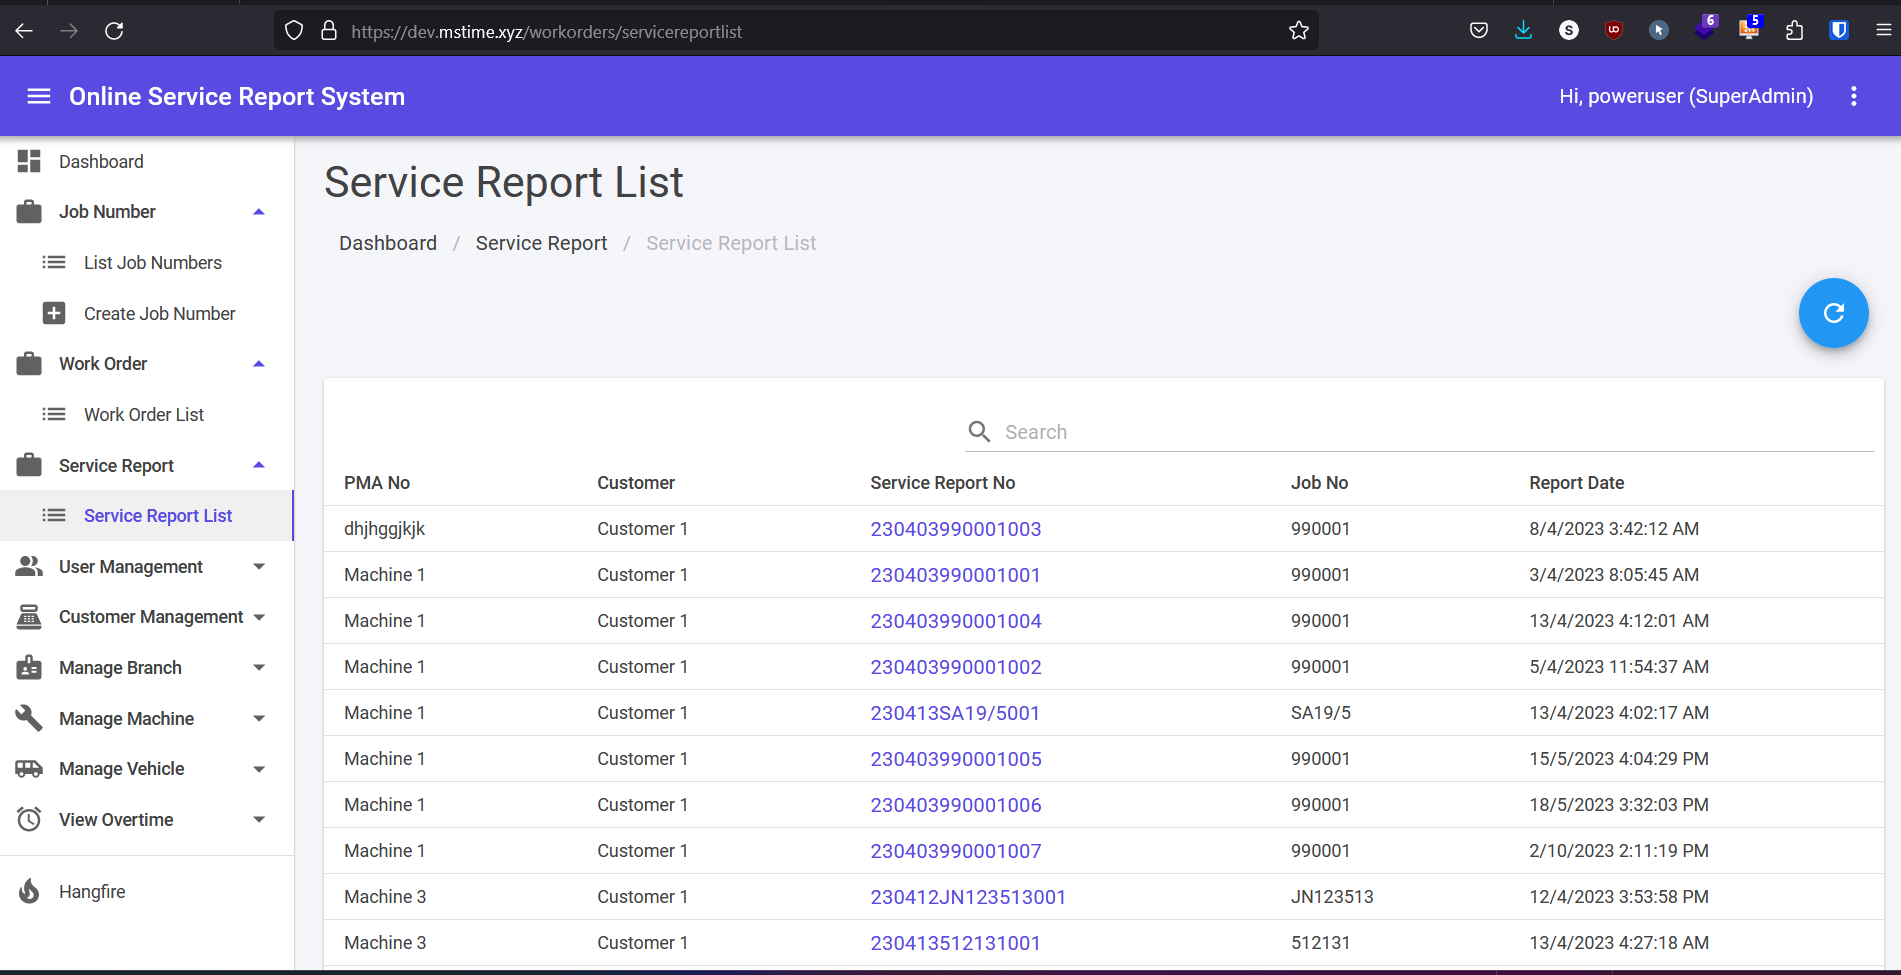 https://dev.mstime.xyz/workorders/servicereportlist
S
UO
6
5
Online Service Report System
Hi, poweruser (SuperAdmin)
Dashboard
Job Number
List Job Numbers
Create Job Number
Work Order
Work Order List
Service Report
Service Report List
User Management
Customer Management
Manage Branch
Manage Machine
Manage Vehicle
View Overtime
Hangfire
Service Report List
Dashboard / Service Report / Service Report List
Search
PMA No Customer Service Report No Job No Report Date
dhjhggjkjk Customer 1 230403990001003 990001 8/4/2023 3:42:12 AM
Machine 1 Customer 1 230403990001001 990001 3/4/2023 8:05:45 AM
Machine 1 Customer 1 230403990001004 990001 13/4/2023 4:12:01 AM
Machine 1 Customer 1 230403990001002 990001 5/4/2023 11:54:37 AM
Machine 1 Customer 1 230413SA19/5001 SA19/5 13/4/2023 4:02:17 AM
Machine 1 Customer 1 230403990001005 990001 15/5/2023 4:04:29 PM
Machine 1 Customer 1 230403990001006 990001 18/5/2023 3:32:03 PM
Machine 1 Customer 1 230403990001007 990001 2/10/2023 2:11:19 PM
Machine 3 Customer 1 230412JN123513001 JN123513 12/4/2023 3:53:58 PM
Machine 3 Customer 1 230413512131001 512131 13/4/2023 4:27:18 AM